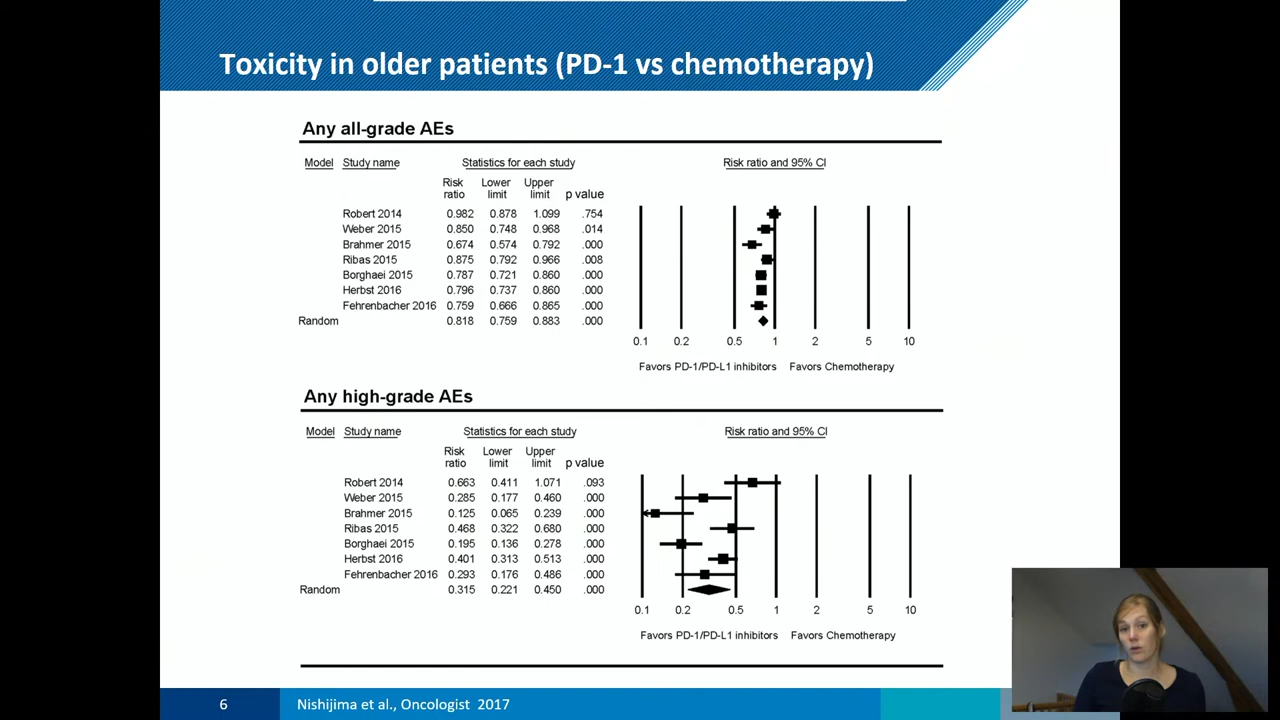 Toxicity in older patients (PD-1 vs chemotherapy)
Any all-grade AEs
Model Study name Statistics for each study Risk ratio and 95% CI
Risk ratio Lower limit Upper limit p value
Robert 2014 0.982 0.878 1.099 .754
Weber 2015 0.850 0.748 0.968 .014
Brahmer 2015 0.674 0.574 0.792 .000
Ribas 2015 0.875 0.792 0.966 .008
Borghaei 2015 0.787 0.721 0.860 .000
Herbst 2016 0.796 0.737 0.860 .000
Fehrenbacher 2016 0.759 0.666 0.865 .000
Random 0.818 0.759 0.883 .000
0.1 0.2 0.5 1 2 5 10
Favors PD-1/PD-L1 inhibitors Favors Chemotherapy
Any high-grade AEs
Model Study name Statistics for each study Risk ratio and 95% CI
Risk ratio Lower limit Upper limit p value
Robert 2014 0.663 0.411 1.071 .093
Weber 2015 0.285 0.177 0.460 .000
Brahmer 2015 0.125 0.065 0.239 .000
Ribas 2015 0.468 0.322 0.680 .000
Borghaei 2015 0.195 0.136 0.278 .000
Herbst 2016 0.401 0.313 0.513 .000
Fehrenbacher 2016 0.293 0.176 0.486 .000
Random 0.315 0.221 0.450 .000
0.1 0.2 0.5 1 2 5 10
Favors PD-1/PD-L1 inhibitors Favors Chemotherapy
6 Nishijima et al., Oncologist 2017